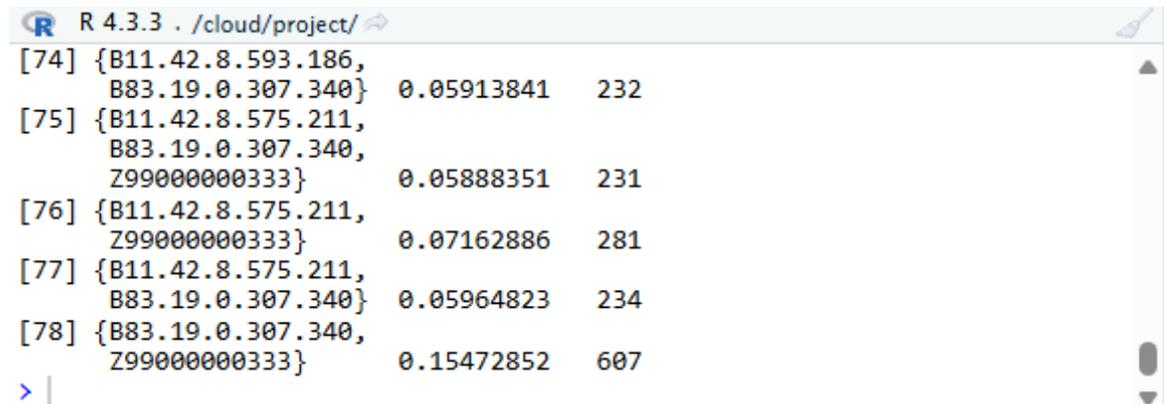 R 4.3.3 . /cloud/project/
[74] {B11.42.8.593.186,
B83.19.0.307.340} 0.05913841 232
[75] {B11.42.8.575.211,
B83.19.0.307.340,
Z99000000333} 0.05888351 231
[76] {B11.42.8.575.211,
Z99000000333} 0.07162886 281
[77] {B11.42.8.575.211,
B83.19.0.307.340} 0.05964823 234
[78] {B83.19.0.307.340,
Z99000000333} 0.15472852 607
>